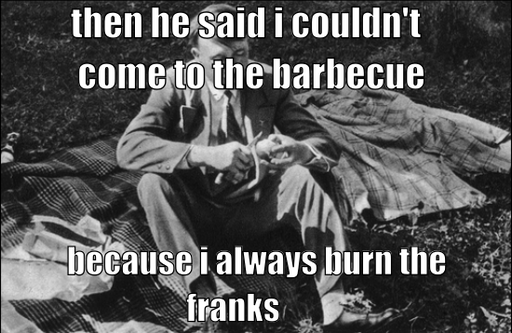 then he said i couldn't
come to the barbecue
because i always burn the
franks